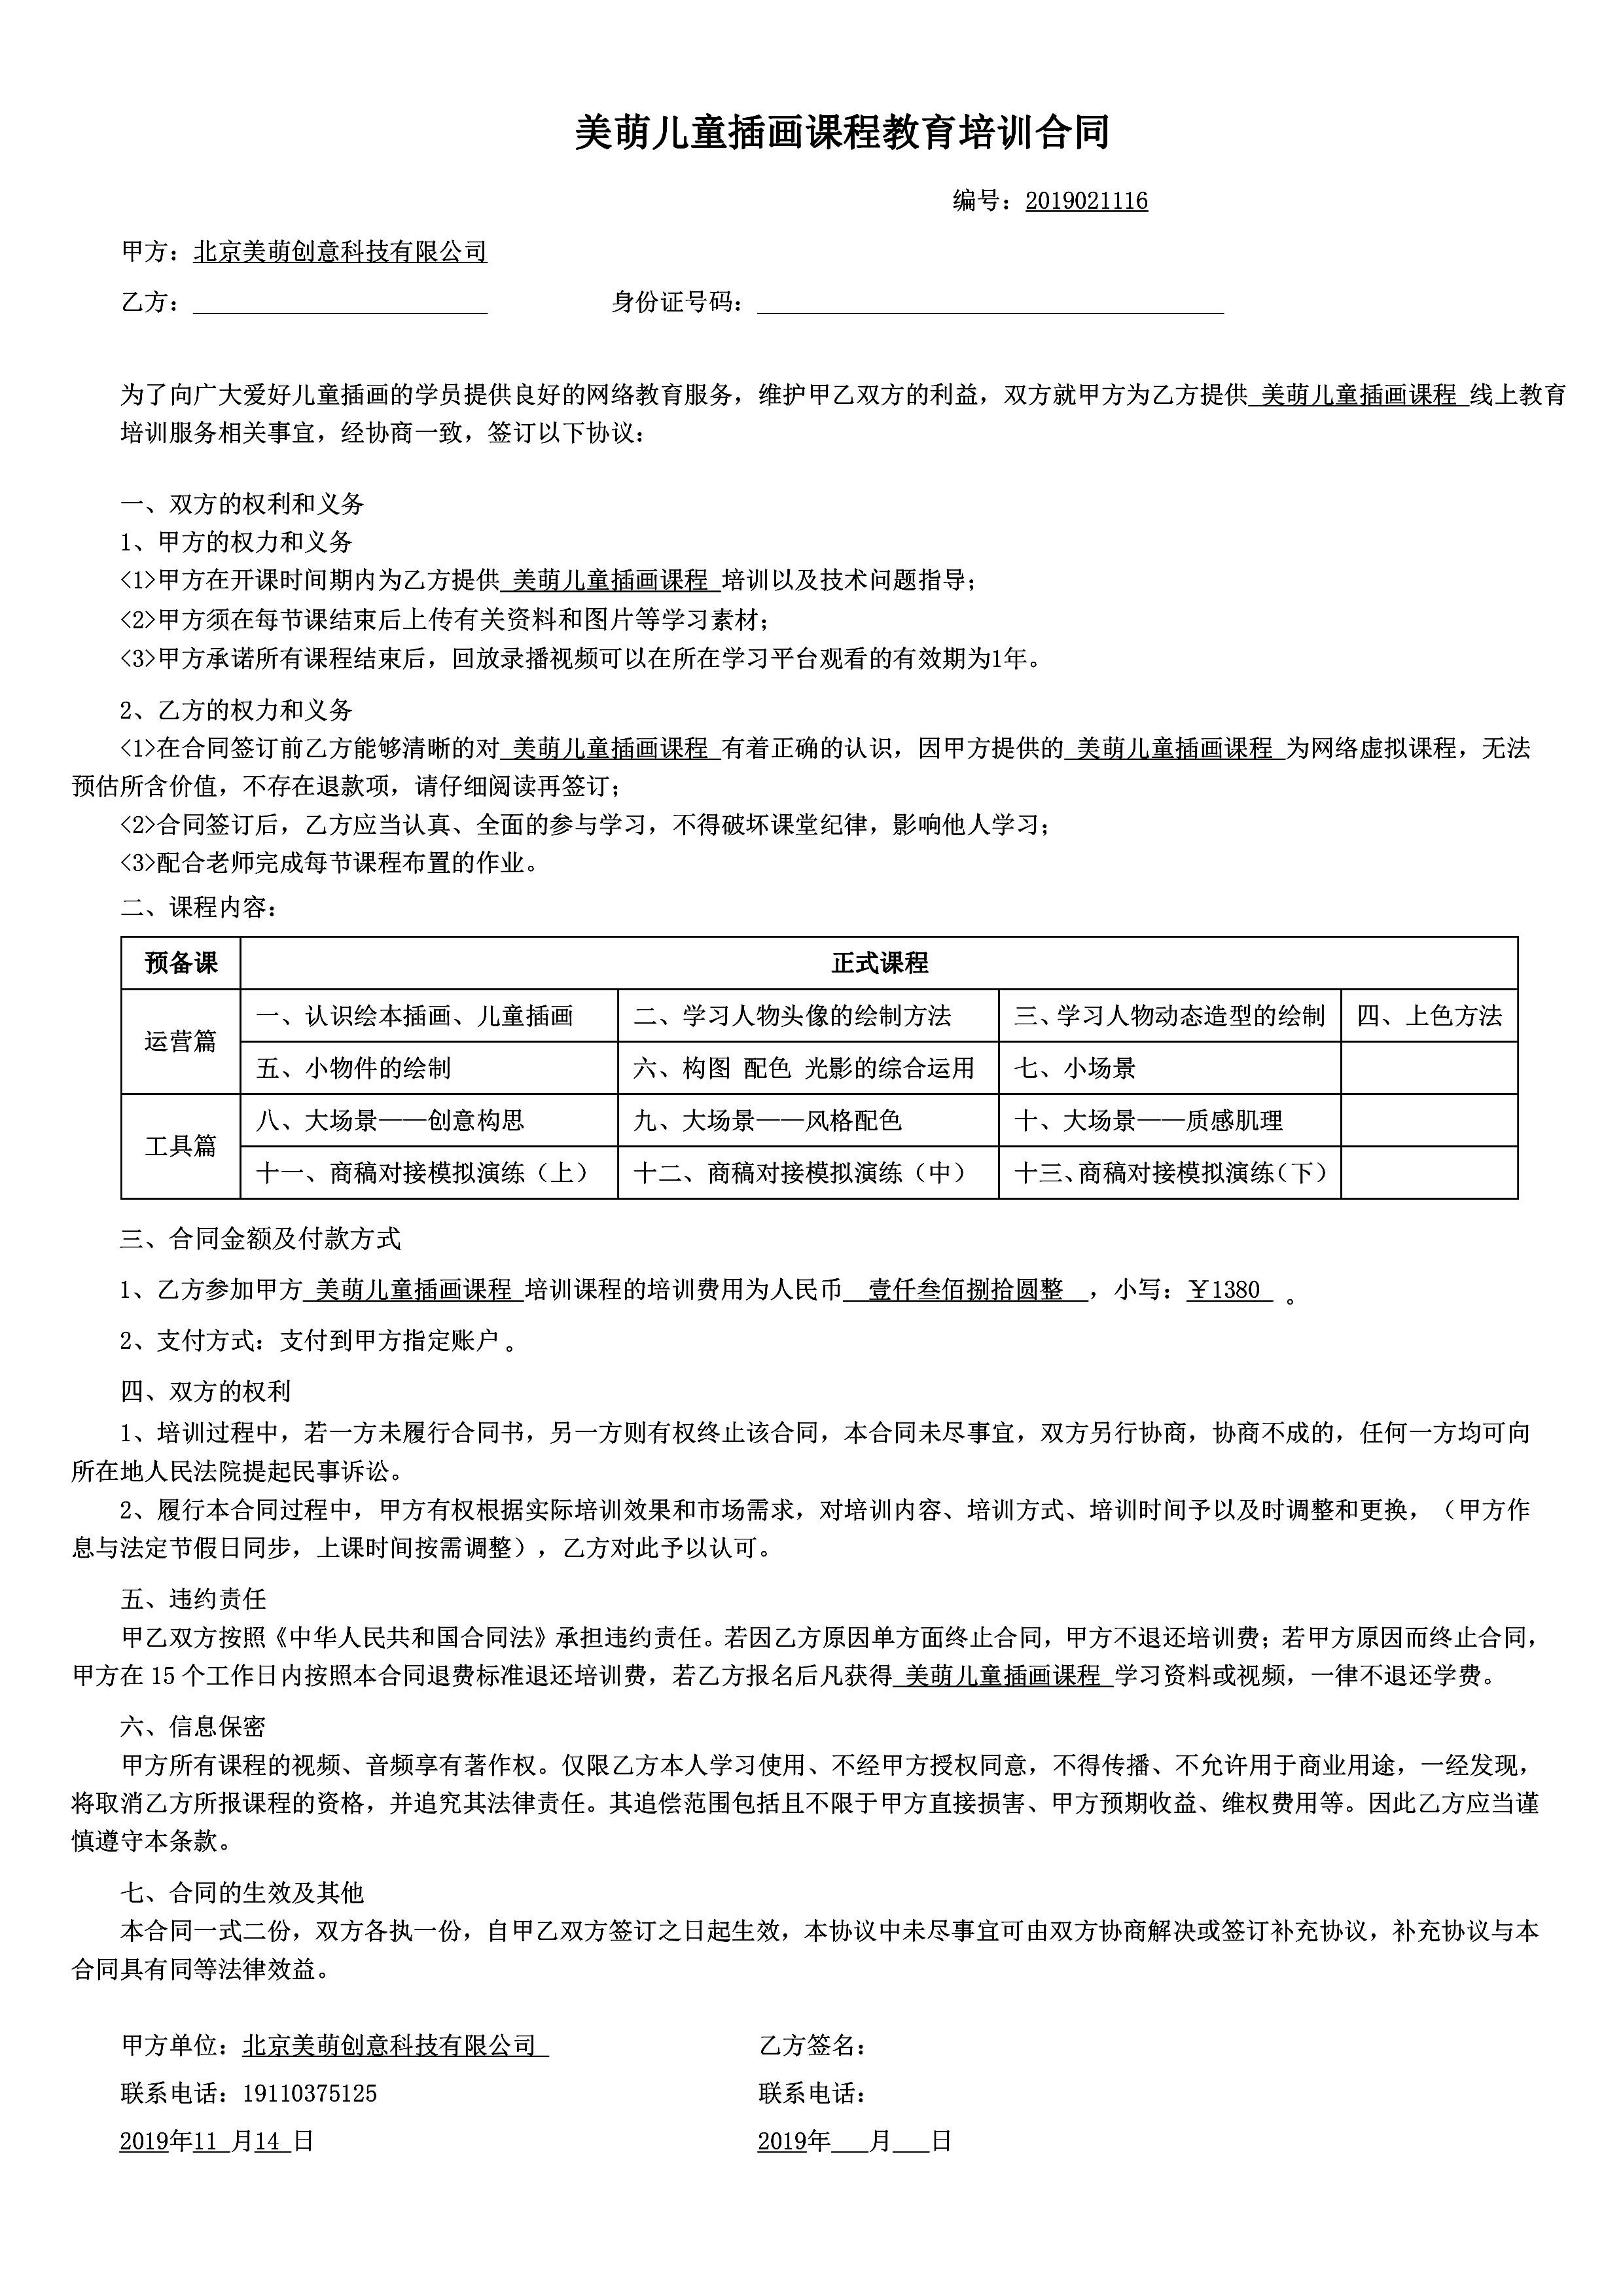 美萌儿童插画课程教育培训合同
编号：2019021116
甲方：北京美萌创意科技有限公司
乙方： 身份证号码：
为了向广大爱好儿童插画的学员提供良好的网络教育服务，维护甲乙双方的利益，双方就甲方为乙方提供 美萌儿童插画课程 线上教育
培训服务相关事宜，经协商一致，签订以下协议：
一、双方的权利和义务
1、甲方的权力和义务
<1>甲方在开课时间期内为乙方提供 美萌儿童插画课程 培训以及技术问题指导；
<2>甲方须在每节课结束后上传有关资料和图片等学习素材；
<3>甲方承诺所有课程结束后，回放录播视频可以在所在学习平台观看的有效期为1年。
2、乙方的权力和义务
<1>在合同签订前乙方能够清晰的对 美萌儿童插画课程 有着正确的认识，因甲方提供的 美萌儿童插画课程 为网络虚拟课程，无法
预估所含价值，不存在退款项，请仔细阅读再签订；
<2>合同签订后，乙方应当认真、全面的参与学习，不得破坏课堂纪律，影响他人学习；
<3>配合老师完成每节课程布置的作业。
二、课程内容：
预备课 正式课程
运营篇 一、认识绘本插画、儿童插画 二、学习人物头像的绘制方法 三、学习人物动态造型的绘制 四、上色方法
五、小物件的绘制 六、构图 配色 光影的综合运用 七、小场景
工具篇 八、大场景——创意构思 九、大场景——风格配色 十、大场景——质感肌理
十一、商稿对接模拟演练（上） 十二、商稿对接模拟演练（中） 十三、商稿对接模拟演练（下）
三、合同金额及付款方式
1、乙方参加甲方 美萌儿童插画课程 培训课程的培训费用为人民币 壹仟叁佰捌拾圆整 ，小写：￥1380 。
2、支付方式：支付到甲方指定账户。
四、双方的权利
1、培训过程中，若一方未履行合同书，另一方则有权终止该合同，本合同未尽事宜，双方另行协商，协商不成的，任何一方均可向
所在地人民法院提起民事诉讼。
2、履行本合同过程中，甲方有权根据实际培训效果和市场需求，对培训内容、培训方式、培训时间予以及时调整和更换，（甲方作
息与法定节假日同步，上课时间按需调整），乙方对此予以认可。
五、违约责任
甲乙双方按照《中华人民共和国合同法》承担违约责任。若因乙方原因单方面终止合同，甲方不退还培训费；若甲方原因而终止合同，
甲方在 15 个工作日内按照本合同退费标准退还培训费，若乙方报名后凡获得 美萌儿童插画课程 学习资料或视频，一律不退还学费。
六、信息保密
甲方所有课程的视频、音频享有著作权。仅限乙方本人学习使用、不经甲方授权同意，不得传播、不允许用于商业用途，一经发现，
将取消乙方所报课程的资格，并追究其法律责任。其追偿范围包括且不限于甲方直接损害、甲方预期收益、维权费用等。因此乙方应当谨
慎遵守本条款。
七、合同的生效及其他
本合同一式二份，双方各执一份，自甲乙双方签订之日起生效，本协议中未尽事宜可由双方协商解决或签订补充协议，补充协议与本
合同具有同等法律效益。
甲方单位：北京美萌创意科技有限公司 乙方签名：
联系电话：19110375125 联系电话：
2019年11 月14 日 2019年 月 日